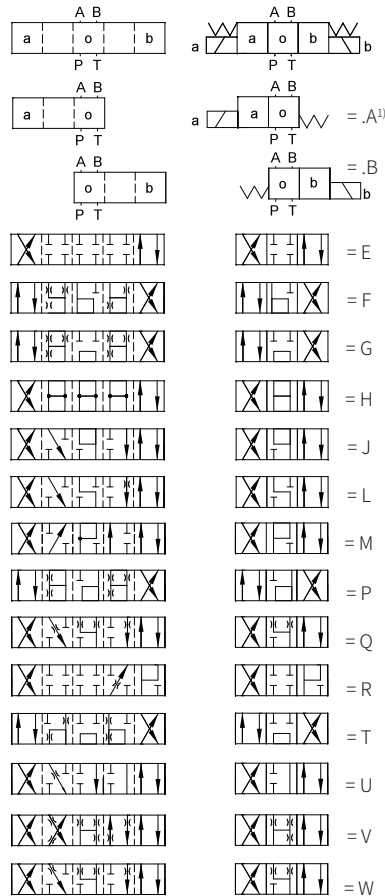 A B A B
a o b a a o b b
P T P T
A B A B
a o a a o = .A¹⁾
P T P T
A B A B = .B
o b o b b
P T T
= E
= F
= G
= H
= J
= L
= M
= P
= Q
= R
= T
= U
= V
= W